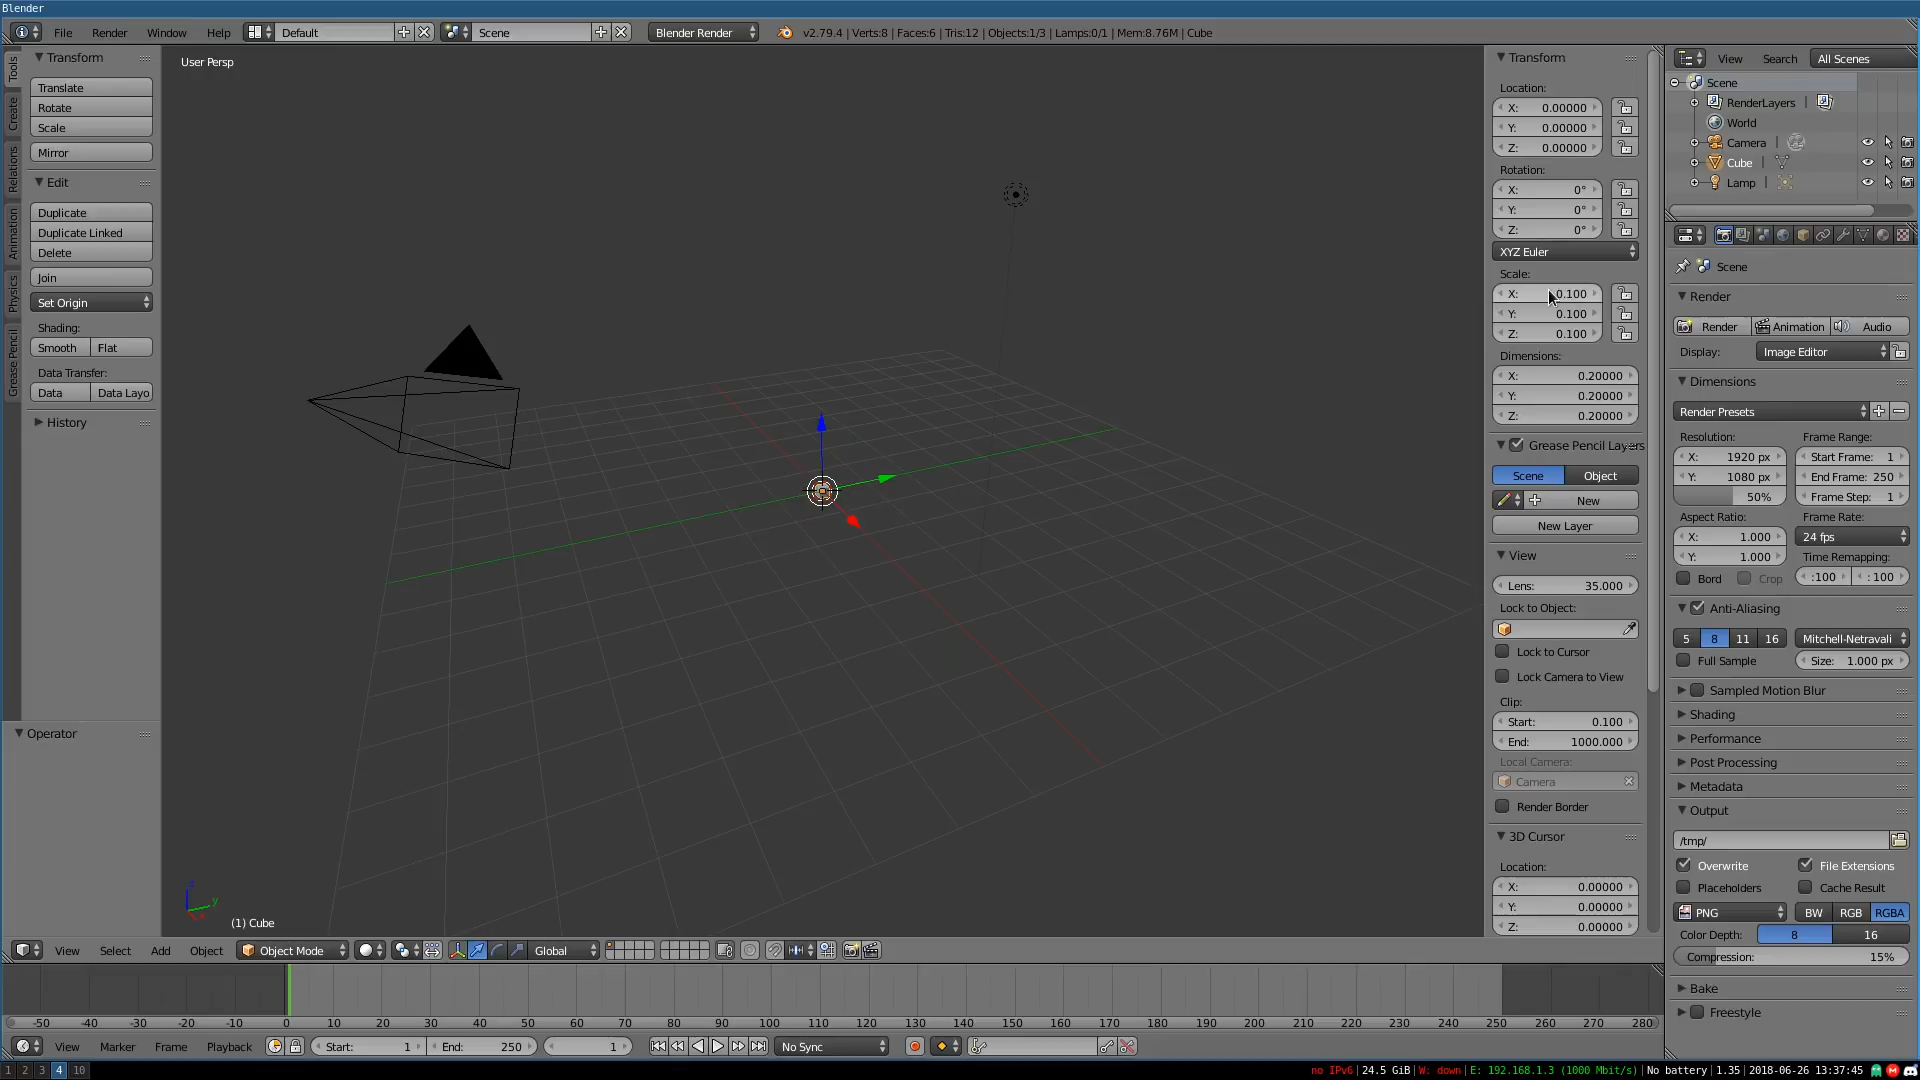 Blender
File Render Window Help Default Scene Blender Render v2.79.4 | Verts:8 | Faces:6 | Tris:12 | Objects:1/3 | Lamps:0/1 | Mem:8.76M | Cube
Tools
Create
Relations
Animation
Physics
Grease Pencil
Transform
Translate
Rotate
Scale
Mirror
Edit
Duplicate
Duplicate Linked
Delete
Join
Set Origin
Shading:
Smooth Flat
Data Transfer:
Data Data Layo
History
Operator
User Persp
(1) Cube
Transform
Location:
X: 0.00000
Y: 0.00000
Z: 0.00000
Rotation:
X: 0°
Y: 0°
Z: 0°
XYZ Euler
Scale:
X: 0.100
Y: 0.100
Z: 0.100
Dimensions:
X: 0.20000
Y: 0.20000
Z: 0.20000
Grease Pencil Layers
Scene Object
New
New Layer
View
Lens: 35.000
Lock to Object:
Lock to Cursor
Lock Camera to View
Clip:
Start: 0.100
End: 1000.000
Local Camera:
Camera
Render Border
3D Cursor
Location:
X: 0.00000
Y: 0.00000
Z: 0.00000
View Search All Scenes
Scene
RenderLayers |
World
Camera |
Cube |
Lamp |
Scene
Render
Render Animation Audio
Display: Image Editor
Dimensions
Render Presets
Resolution: Frame Range:
X: 1920 px Start Frame: 1
Y: 1080 px End Frame: 250
50% Frame Step: 1
Aspect Ratio: Frame Rate:
X: 1.000 24 fps
Y: 1.000 Time Remapping:
Bord Crop :100 : 100
Anti-Aliasing
5 8 11 16 Mitchell-Netravali
Full Sample Size: 1.000 px
Sampled Motion Blur
Shading
Performance
Post Processing
Metadata
Output
/tmp/
Overwrite File Extensions
Placeholders Cache Result
PNG BW RGB RGBA
Color Depth: 8 16
Compression: 15%
Bake
Freestyle
View Select Add Object Object Mode Global
-50 -40 -30 -20 -10 0 10 20 30 40 50 60 70 80 90 100 110 120 130 140 150 160 170 180 190 200 210 220 230 240 250 260 270 280
View Marker Frame Playback Start: 1 End: 250 1 No Sync
1 2 3 4 10 no IPv6 | 24.5 GiB | W: down | E: 192.168.1.3 (1000 Mbit/s) | No battery | 1.35 | 2018-06-26 13:37:45